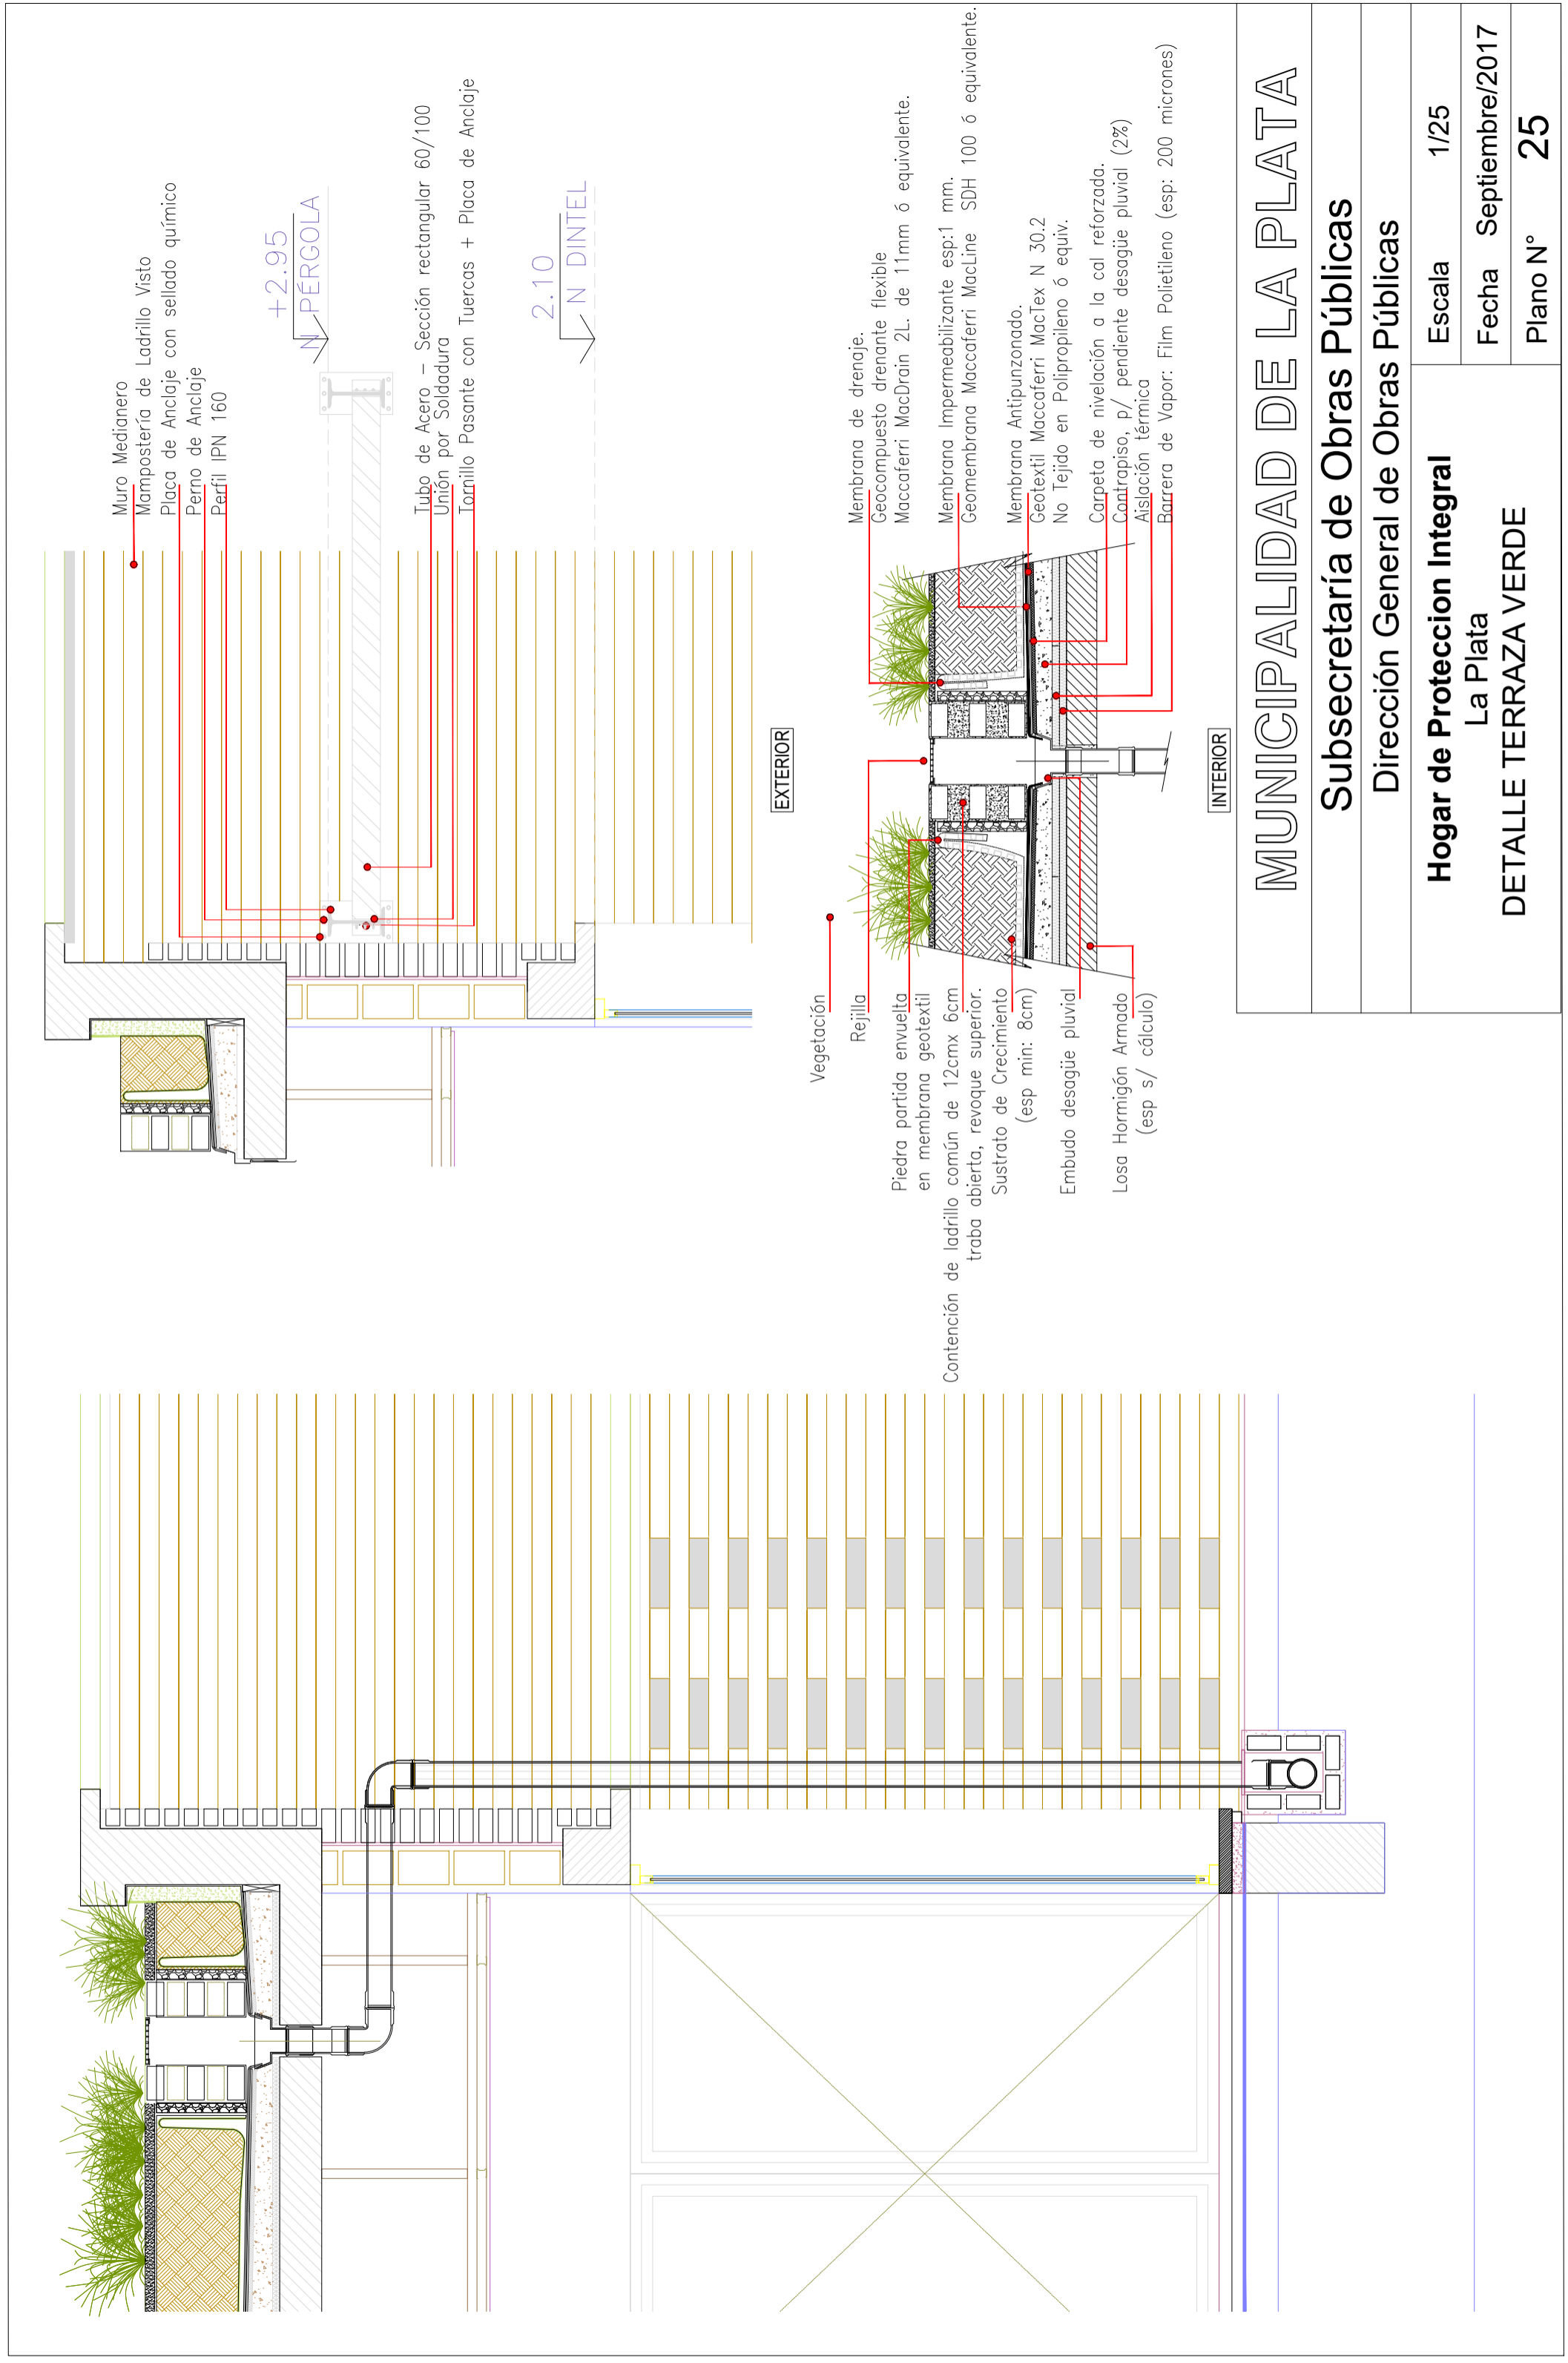 Muro Medianero
Mampostería de Ladrillo Visto
Placa de Anclaje con sellado químico
Perno de Anclaje
Perfil IPN 160
+2.95
N PÉRGOLA
Tubo de Acero – Sección rectangular 60/100
Unión por Soldadura
Tornillo Pasante con Tuercas + Placa de Anclaje
2.10
N DINTEL
EXTERIOR
Vegetación
Rejilla
Piedra partida envuelta
en membrana geotextil
Contención de ladrillo común de 12cmx 6cm
traba abierta, revoque superior.
Sustrato de Crecimiento
(esp min: 8cm)
Embudo desagüe pluvial
Losa Hormigón Armado
(esp s/ cálculo)
Membrana de drenaje.
Geocompuesto drenante flexible
Maccaferri MacDrain 2L. de 11mm ó equivalente.
Membrana Impermeabilizante esp:1 mm.
Geomembrana Maccaferri MacLine SDH 100 ó equivalente.
Membrana Antipunzonado.
Geotextil Maccaferri MacTex N 30.2
No Tejido en Polipropileno ó equiv.
Carpeta de nivelación a la cal reforzada.
Contrapiso, p/ pendiente desagüe pluvial (2%)
Aislación térmica
Barrera de Vapor: Film Polietileno (esp: 200 micrones)
INTERIOR
MUNICIPALIDAD DE LA PLATA
Subsecretaría de Obras Públicas
Dirección General de Obras Públicas
Hogar de Proteccion Integral
La Plata
DETALLE TERRAZA VERDE
Escala 1/25
Fecha Septiembre/2017
Plano N° 25